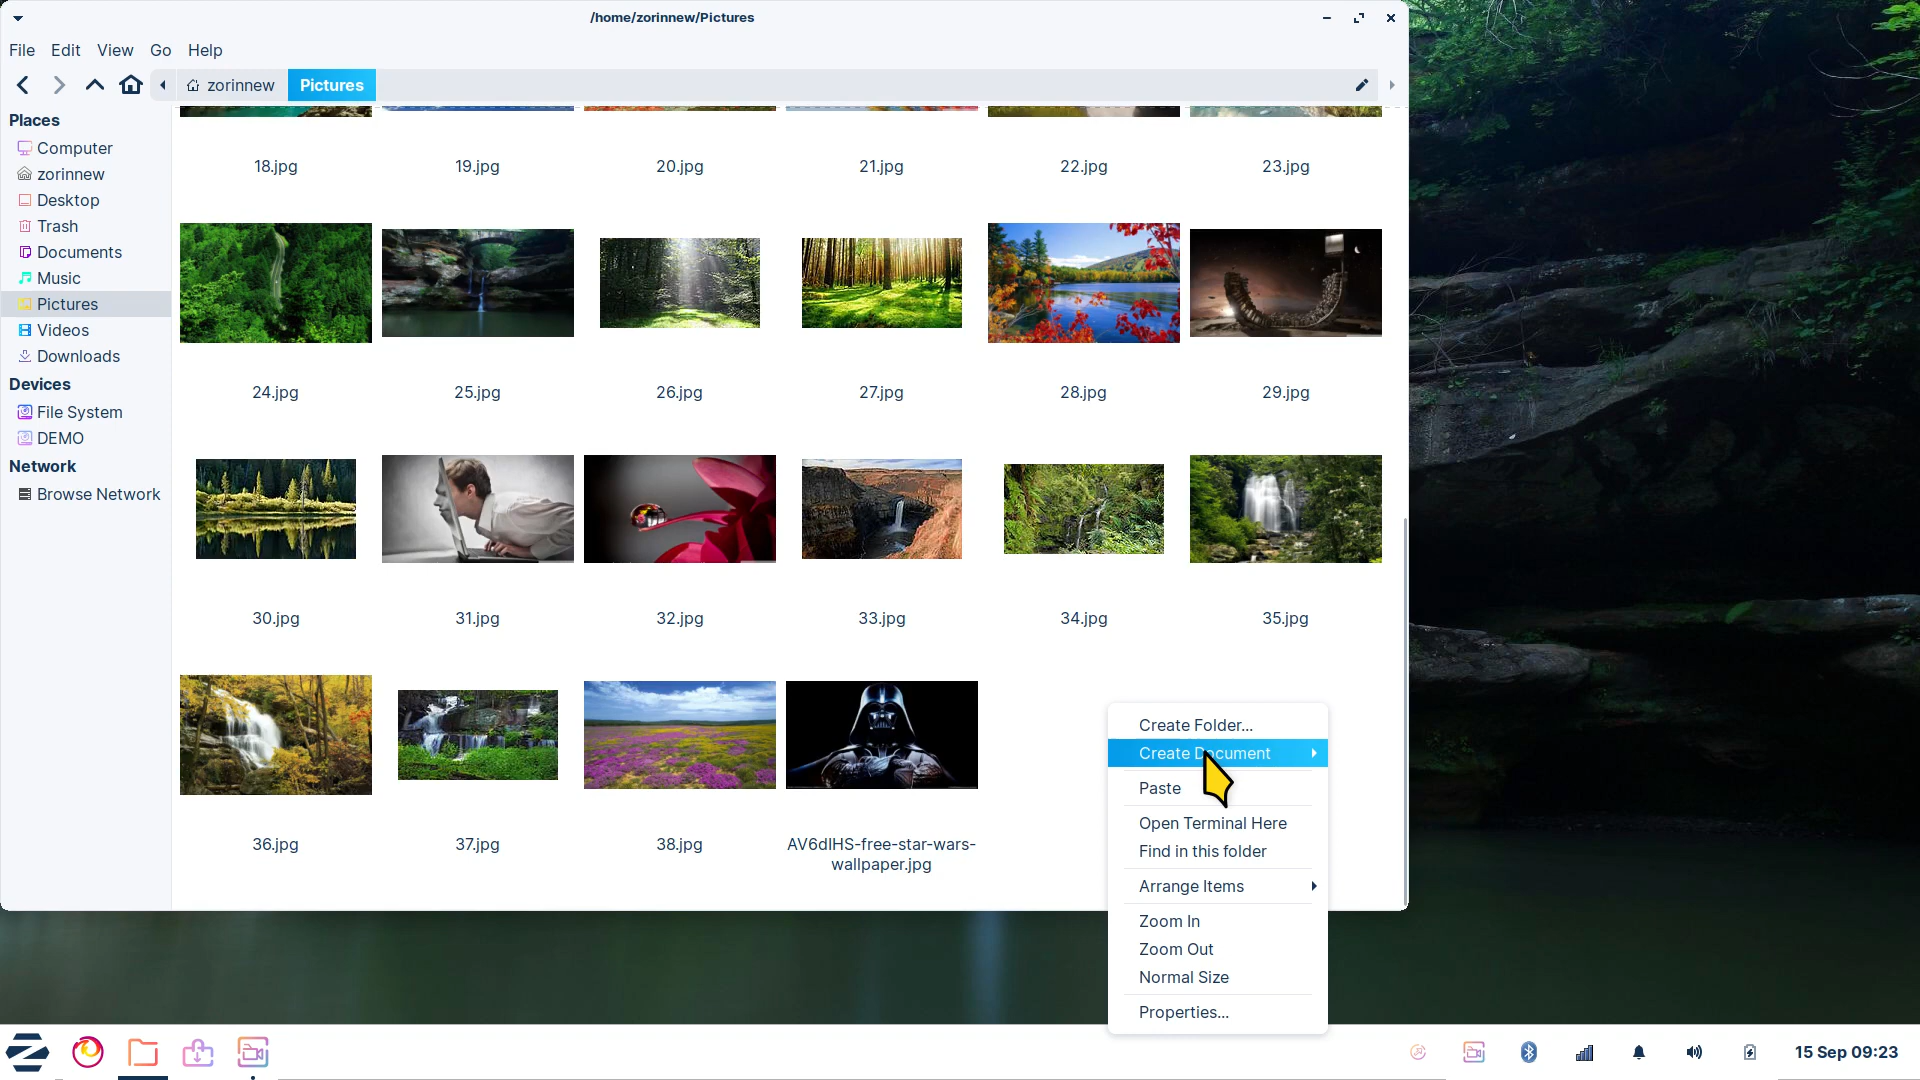 /home/zorinnew/Pictures
File Edit View Go Help
zorinnew Pictures
Places
Computer
zorinnew
Desktop
Trash
Documents
Music
Pictures
Videos
Downloads
Devices
File System
DEMO
Network
Browse Network
18.jpg 19.jpg 20.jpg 21.jpg 22.jpg 23.jpg
24.jpg 25.jpg 26.jpg 27.jpg 28.jpg 29.jpg
30.jpg 31.jpg 32.jpg 33.jpg 34.jpg 35.jpg
36.jpg 37.jpg 38.jpg AV6dIHS-free-star-wars-
wallpaper.jpg
Create Folder...
Create Document
Paste
Open Terminal Here
Find in this folder
Arrange Items
Zoom In
Zoom Out
Normal Size
Properties...
15 Sep 09:23